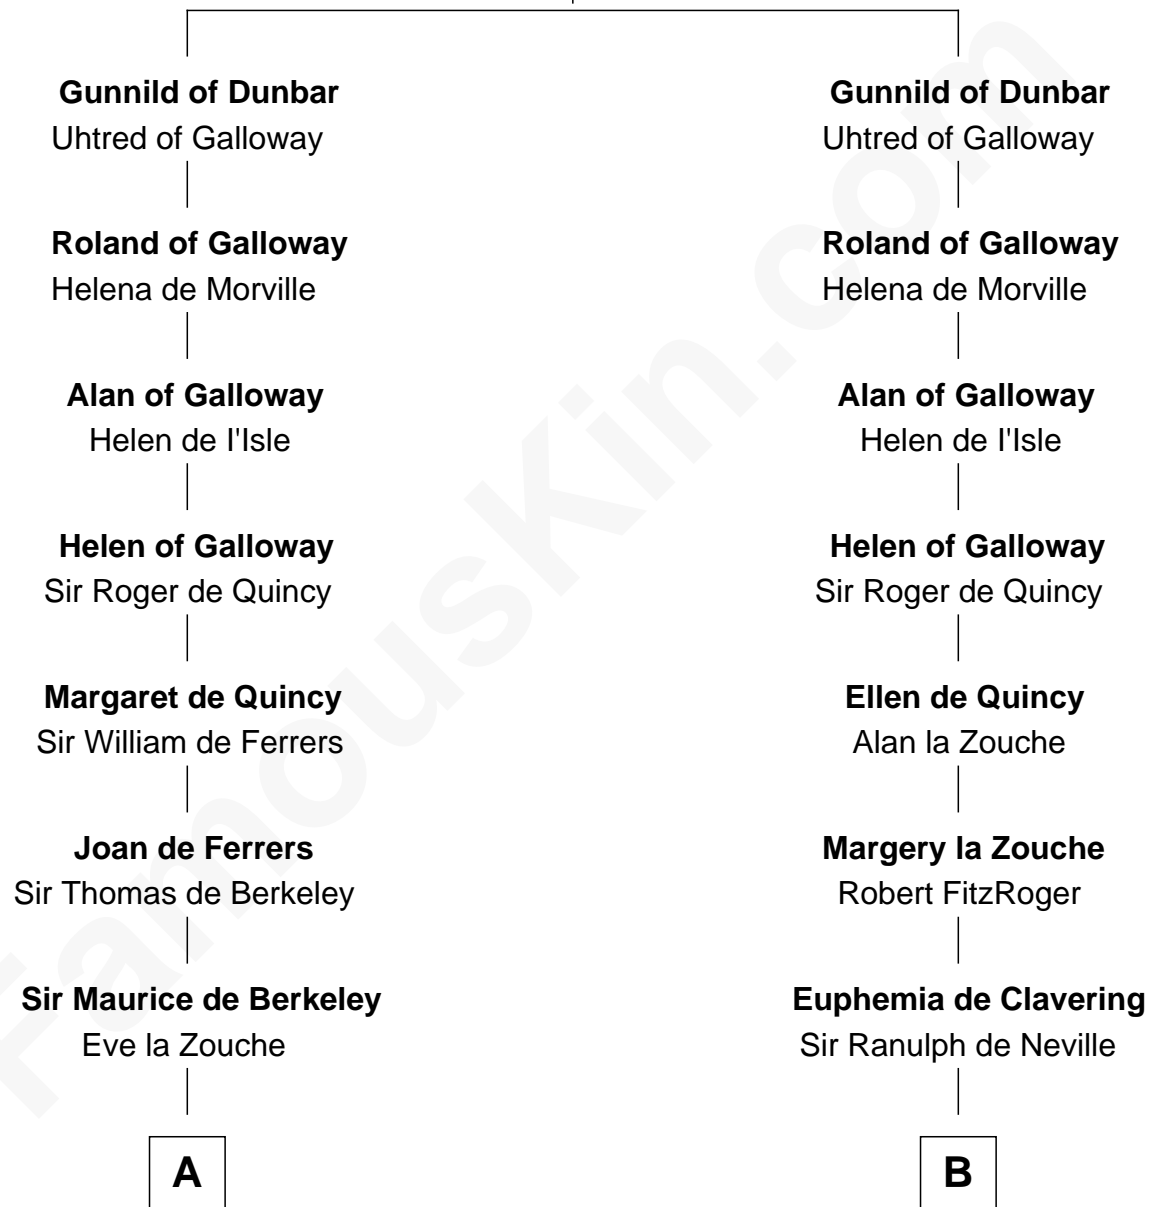 Gunnild of Dunbar
Uhtred of Galloway
Roland of Galloway
Helena de Morville
Alan of Galloway
Helen de l'Isle
Helen of Galloway
Sir Roger de Quincy
Margaret de Quincy
Sir William de Ferrers
Joan de Ferrers
Sir Thomas de Berkeley
Sir Maurice de Berkeley
Eve la Zouche
A
Gunnild of Dunbar
Uhtred of Galloway
Roland of Galloway
Helena de Morville
Alan of Galloway
Helen de l'Isle
Helen of Galloway
Sir Roger de Quincy
Ellen de Quincy
Alan la Zouche
Margery la Zouche
Robert FitzRoger
Euphemia de Clavering
Sir Ranulph de Neville
B
FamousKin.com